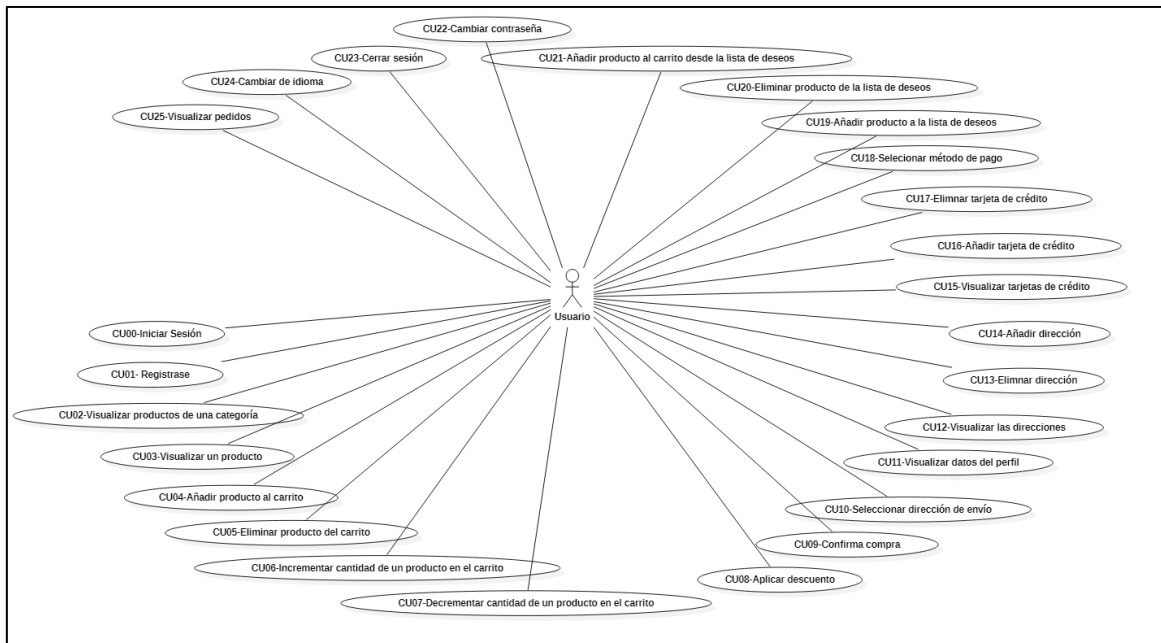 CU22-Cambiar contraseña
CU23-Cerrar sesión
CU21-Añadir producto al carrito desde la lista de deseos
CU24-Cambiar de idioma
CU20-Eliminar producto de la lista de deseos
CU25-Visualizar pedidos
CU19-Añadir producto a la lista de deseos
CU18-Selecionar método de pago
CU17-Elimnar tarjeta de crédito
CU16-Añadir tarjeta de crédito
CU15-Visualizar tarjetas de crédito
Usuario
CU00-Iniciar Sesión
CU14-Añadir dirección
CU01- Registrase
CU13-Elimnar dirección
CU02-Visualizar productos de una categoría
CU12-Visualizar las direcciones
CU03-Visualizar un producto
CU11-Visualizar datos del perfil
CU04-Añadir producto al carrito
CU10-Seleccionar dirección de envío
CU05-Eliminar producto del carrito
CU09-Confirma compra
CU06-Incrementar cantidad de un producto en el carrito
CU08-Aplicar descuento
CU07-Decrementar cantidad de un producto en el carrito